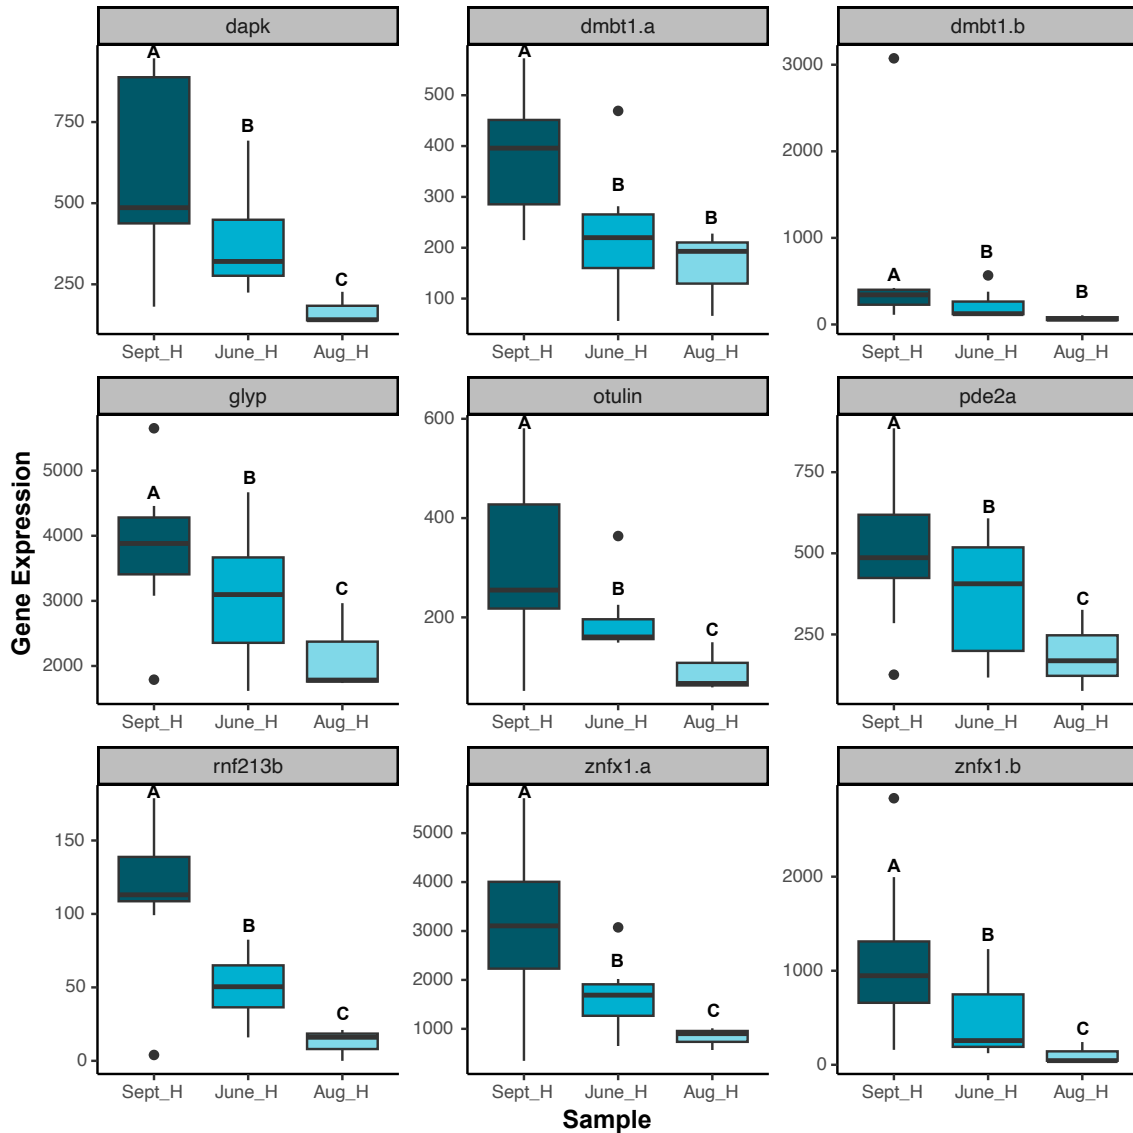 dapk dmbt1.a dmbt1.b
A
750
B
500
250
C
Sept_H June_H Aug_H
A
500
400
300
B
B
200
100
Sept_H June_H Aug_H
3000
2000
1000
B
A
B
0
Sept_H June_H Aug_H
glyp otulin pde2a
5000
B
A
4000
3000
C
2000
Sept_H June_H Aug_H
600
A
400
B
200
C
Sept_H June_H Aug_H
A
750
B
500
C
250
Sept_H June_H Aug_H
rnf213b znfx1.a znfx1.b
A
150
100
B
50
C
0
Sept_H June_H Aug_H
A
5000
4000
3000
B
2000
C
1000
Sept_H June_H Aug_H
A
2000
B
1000
C
0
Sept_H June_H Aug_H
Gene Expression
Sample